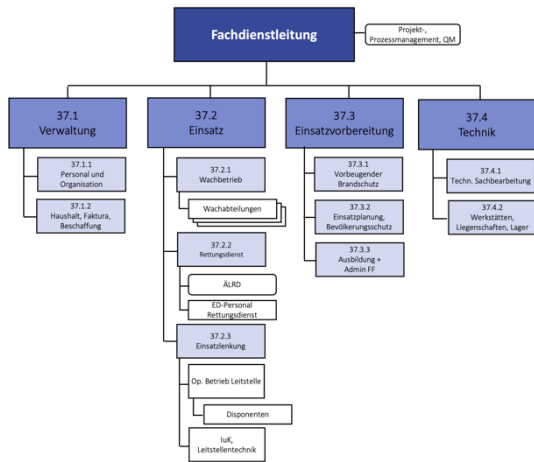 Fachdienstleitung
Projekt-,
Prozessmanagement, QM
37.1
Verwaltung
37.1.1
Personal und
Organisation
37.1.2
Haushalt, Faktura,
Beschaffung
37.2
Einsatz
37.2.1
Wachbetrieb
Wachabteilungen
37.2.2
Rettungsdienst
ÄLRD
ED-Personal
Rettungsdienst
37.2.3
Einsatzlenkung
Op. Betrieb Leitstelle
Disponenten
IuK,
Leitstellentechnik
37.3
Einsatzvorbereitung
37.3.1
Vorbeugender
Brandschutz
37.3.2
Einsatzplanung,
Bevölkerungsschutz
37.3.3
Ausbildung +
Admin FF
37.4
Technik
37.4.1
Techn. Sachbearbeitung
37.4.2
Werkstätten,
Liegenschaften, Lager